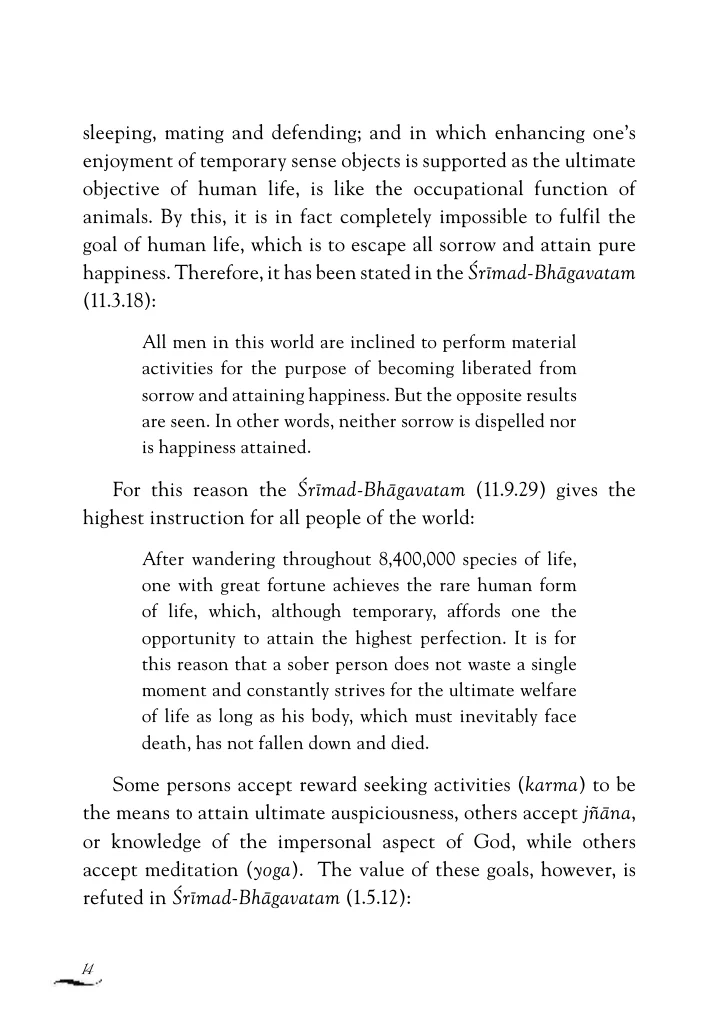 sleeping, mating and defending; and in which enhancing one’s
enjoyment of temporary sense objects is supported as the ultimate
objective of human life, is like the occupational function of
animals. By this, it is in fact completely impossible to fulfil the
goal of human life, which is to escape all sorrow and attain pure
happiness. Therefore, it has been stated in the Śrīmad-Bhāgavatam
(11.3.18):
All men in this world are inclined to perform material
activities for the purpose of becoming liberated from
sorrow and attaining happiness. But the opposite results
are seen. In other words, neither sorrow is dispelled nor
is happiness attained.
For this reason the Śrīmad-Bhāgavatam (11.9.29) gives the
highest instruction for all people of the world:
After wandering throughout 8,400,000 species of life,
one with great fortune achieves the rare human form
of life, which, although temporary, affords one the
opportunity to attain the highest perfection. It is for
this reason that a sober person does not waste a single
moment and constantly strives for the ultimate welfare
of life as long as his body, which must inevitably face
death, has not fallen down and died.
Some persons accept reward seeking activities (karma) to be
the means to attain ultimate auspiciousness, others accept jñāna,
or knowledge of the impersonal aspect of God, while others
accept meditation (yoga). The value of these goals, however, is
refuted in Śrīmad-Bhāgavatam (1.5.12):
14